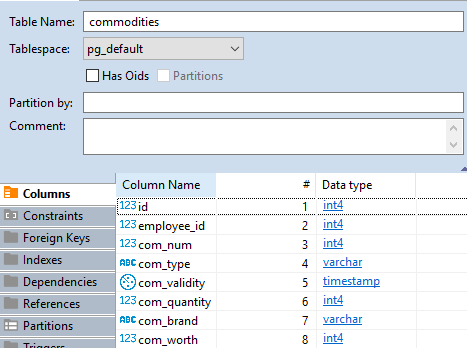 Table Name: commodities
Tablespace: pg_default
Has Oids Partitions
Partition by:
Comment:
Columns
Constraints
Foreign Keys
Indexes
Dependencies
References
Partitions
Triggers
Column Name # Data type
123 id 1 int4
123 employee_id 2 int4
123 com_num 3 int4
ABC com_type 4 varchar
com_validity 5 timestamp
123 com_quantity 6 int4
ABC com_brand 7 varchar
123 com_worth 8 int4